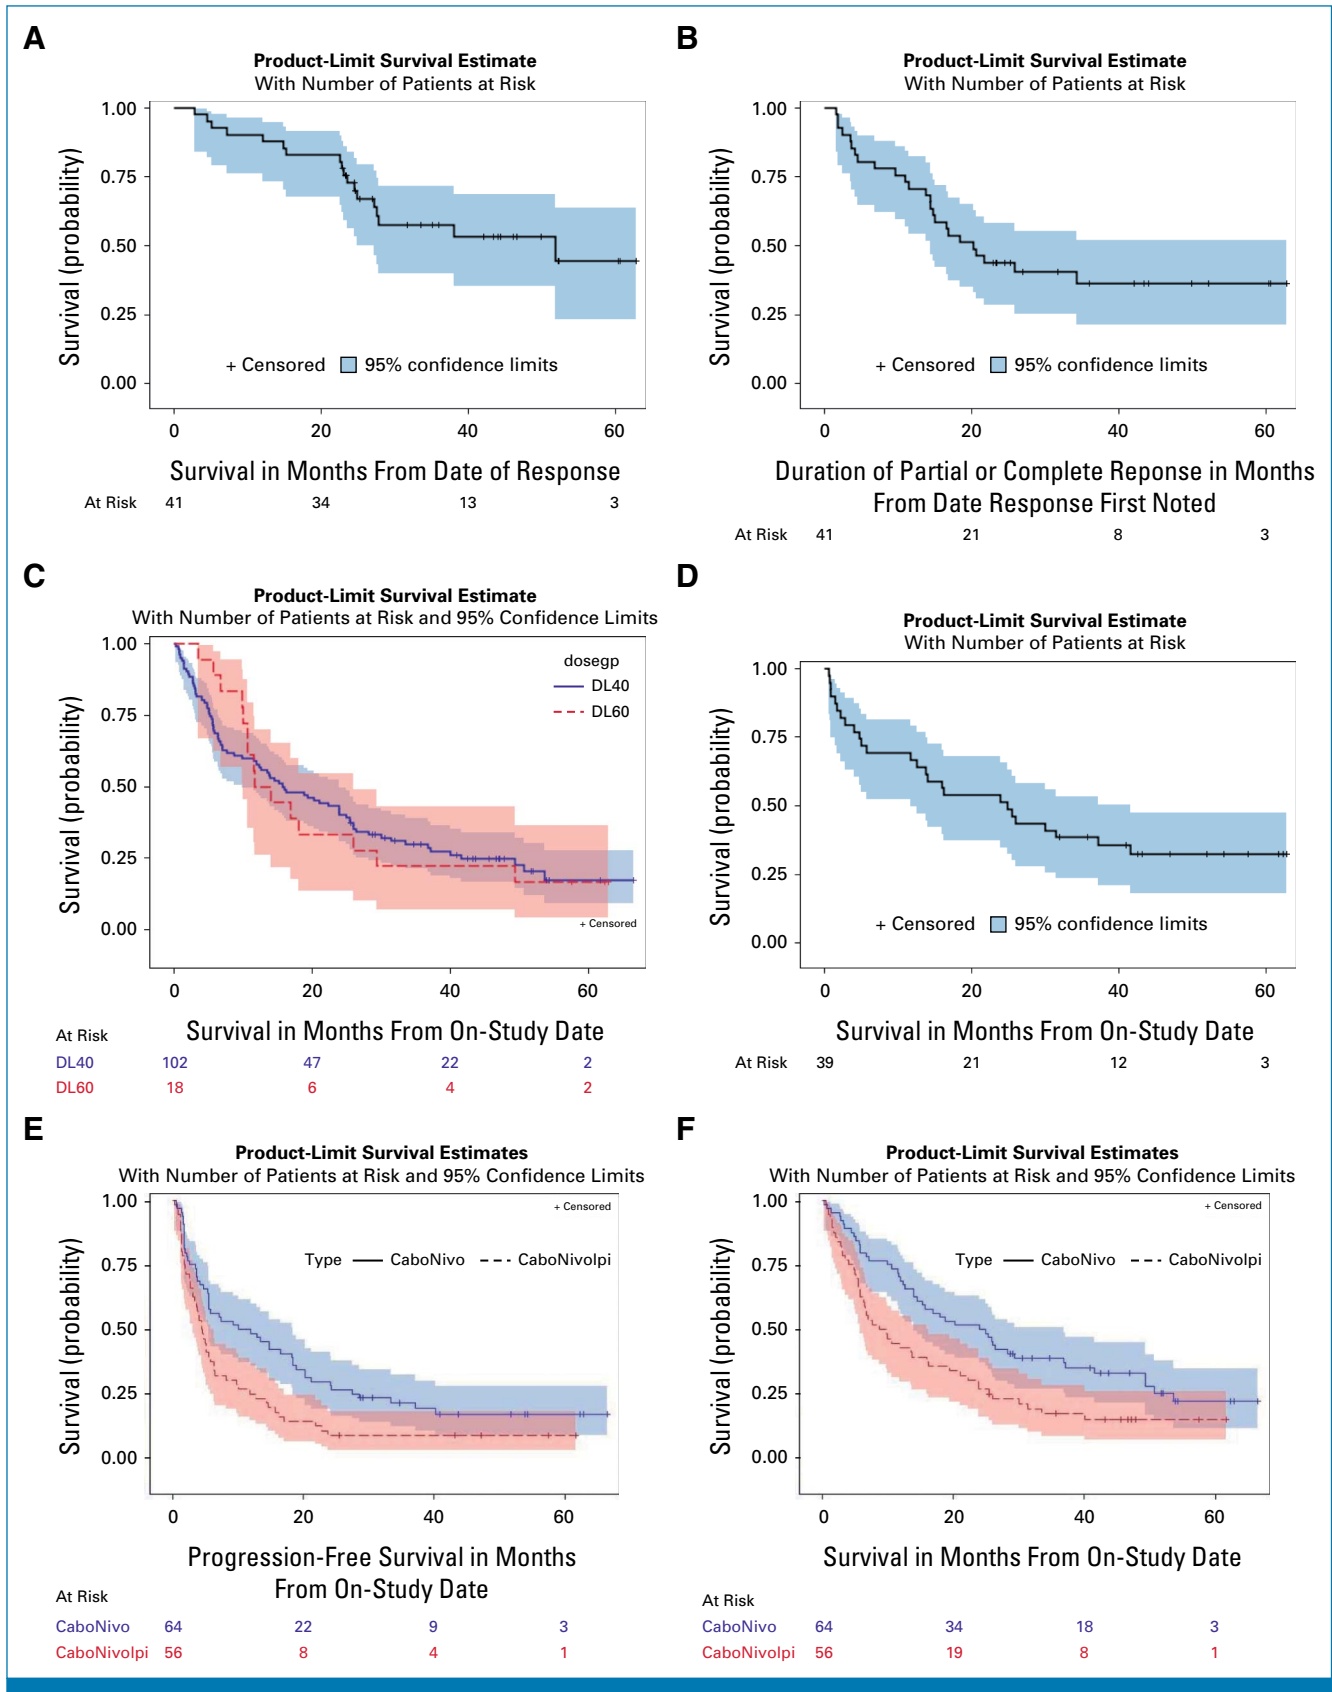 A
Product-Limit Survival Estimate
With Number of Patients at Risk
Survival (probability)
1.00
0.75
0.50
0.25
0.00
+ Censored 95% confidence limits
0 20 40 60
Survival in Months From Date of Response
At Risk 41 34 13 3
B
Product-Limit Survival Estimate
With Number of Patients at Risk
Survival (probability)
1.00
0.75
0.50
0.25
0.00
+ Censored 95% confidence limits
0 20 40 60
Duration of Partial or Complete Reponse in Months
From Date Response First Noted
At Risk 41 21 8 3
C
Product-Limit Survival Estimate
With Number of Patients at Risk and 95% Confidence Limits
Survival (probability)
1.00
0.75
0.50
0.25
0.00
dosegp
DL40
DL60
+ Censored
0 20 40 60
Survival in Months From On-Study Date
At Risk
DL40 102 47 22 2
DL60 18 6 4 2
D
Product-Limit Survival Estimate
With Number of Patients at Risk
Survival (probability)
1.00
0.75
0.50
0.25
0.00
+ Censored 95% confidence limits
0 20 40 60
Survival in Months From On-Study Date
At Risk 39 21 12 3
E
Product-Limit Survival Estimates
With Number of Patients at Risk and 95% Confidence Limits
Survival (probability)
1.00
0.75
0.50
0.25
0.00
+ Censored
Type CaboNivo CaboNivoIpi
0 20 40 60
Progression-Free Survival in Months
From On-Study Date
At Risk
CaboNivo 64 22 9 3
CaboNivoIpi 56 8 4 1
F
Product-Limit Survival Estimates
With Number of Patients at Risk and 95% Confidence Limits
Survival (probability)
1.00
0.75
0.50
0.25
0.00
+ Censored
Type CaboNivo CaboNivoIpi
0 20 40 60
Survival in Months From On-Study Date
At Risk
CaboNivo 64 34 18 3
CaboNivoIpi 56 19 8 1